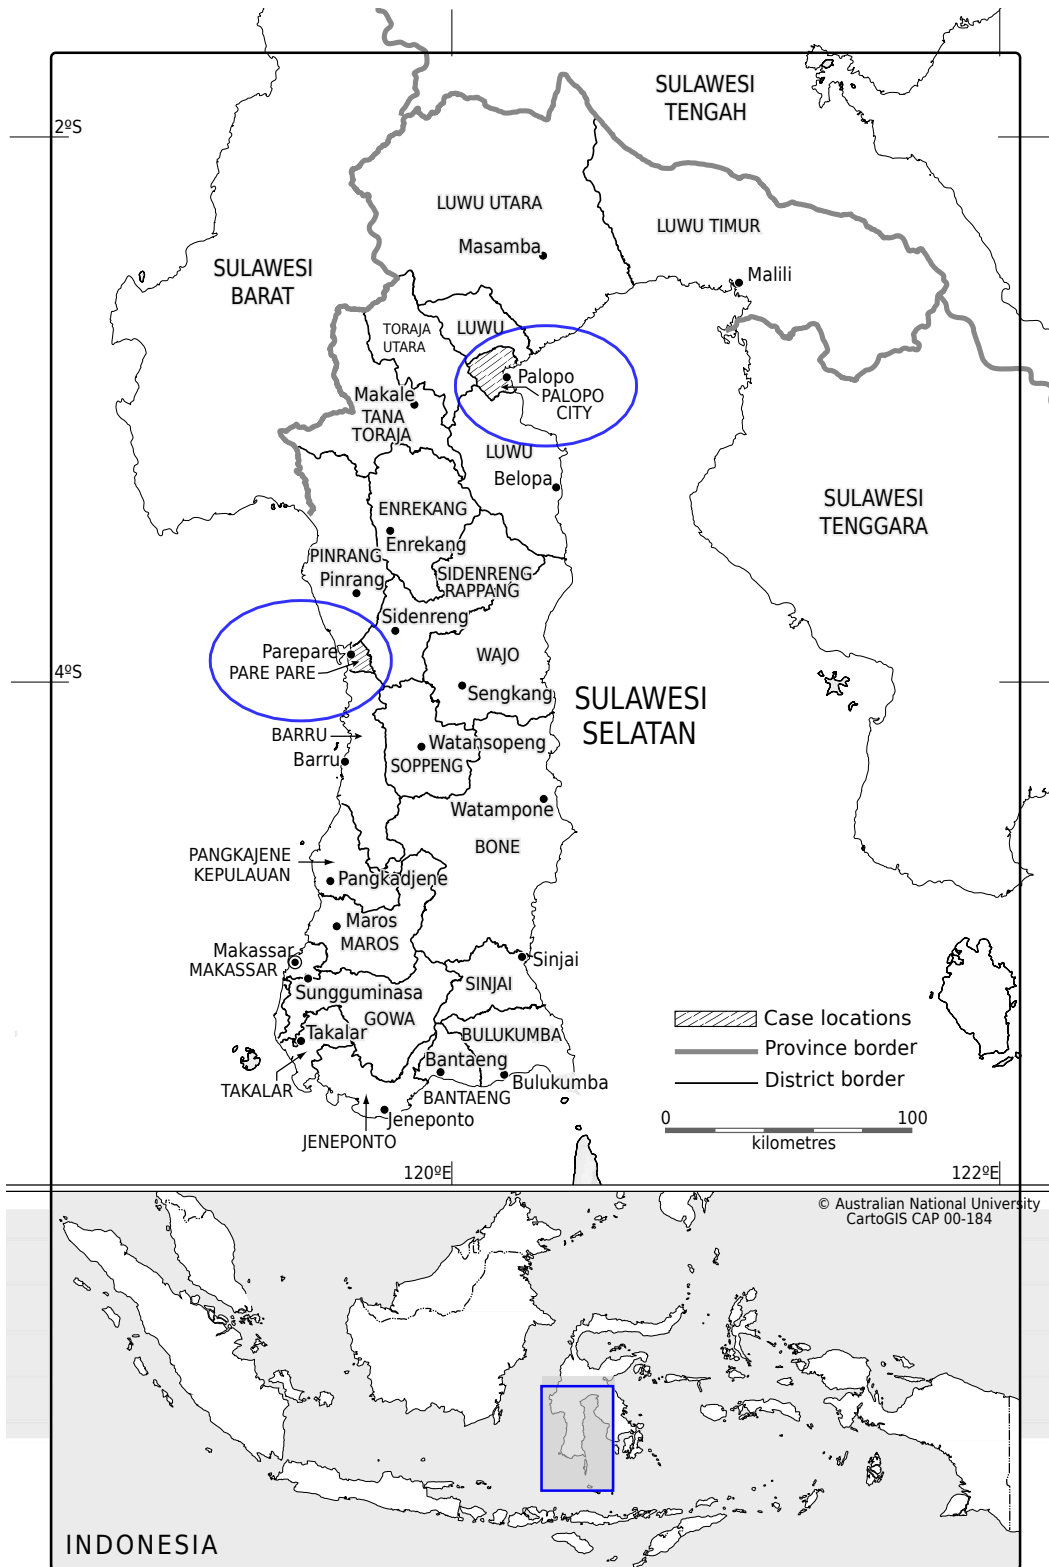 SULAWESI
TENGAH
2ºS
LUWU UTARA
Masamba
LUWU TIMUR
Malili
SULAWESI
BARAT
TORAJA
UTARA
LUWU
Palopo
PALOPO
CITY
Makale
TANA
TORAJA
LUWU
Belopa
SULAWESI
TENGGARA
ENREKANG
Enrekang
PINRANG
Pinrang
SIDENRENG
RAPPANG
Sidenreng
Parepare
PARE PARE
WAJO
4ºS
Sengkang
SULAWESI
SELATAN
BARRU
Barru
Watansopeng
SOPPENG
Watampone
BONE
PANGKAJENE
KEPULAUAN
Pangkadjene
Maros
MAROS
Makassar
MAKASSAR
Sinjai
SINJAI
Sungguminasa
GOWA
Takalar
TAKALAR
BULUKUMBA
Bantaeng
Bulukumba
BANTAENG
Jeneponto
JENEPONTO
Case locations
Province border
District border
0 100
kilometres
120ºE 122ºE
© Australian National University
CartoGIS CAP 00-184
INDONESIA